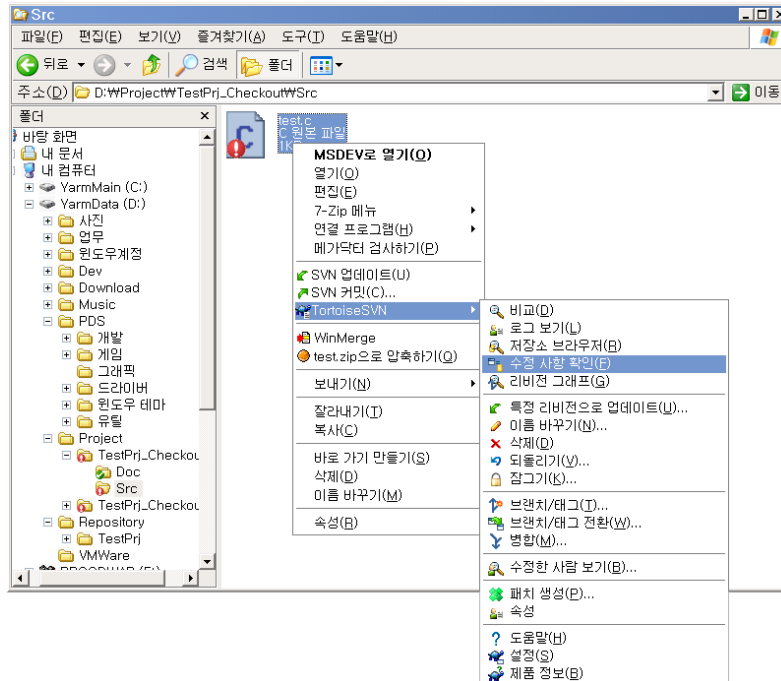 Src
파일(F) 편집(E) 보기(V) 즐겨찾기(A) 도구(T) 도움말(H)
뒤로 검색 폴더
주소(D) D:₩Project₩TestPrj_Checkout₩Src 이동
폴더
바탕 화면
내 문서
내 컴퓨터
YarmMain (C:)
YarmData (D:)
사진
업무
윈도우계정
Dev
Download
Music
PDS
개발
게임
그래픽
드라이버
윈도우 테마
유틸
Project
TestPrj_Checkou
Doc
Src
TestPrj_Checkou
Repository
TestPrj
VMWare
test.c
C 원본 파일
MSDEV로 열기(O)
열기(O)
편집(E)
7-Zip 메뉴
연결 프로그램(H)
메가닥터 검사하기(P)
SVN 업데이트(U)
SVN 커밋(C)...
TortoiseSVN
WinMerge
test.zip으로 압축하기(Q)
보내기(N)
잘라내기(T)
복사(C)
바로 가기 만들기(S)
삭제(D)
이름 바꾸기(M)
속성(R)
비교(D)
로그 보기(L)
저장소 브라우저(R)
수정 사항 확인(F)
리비전 그래프(G)
특정 리비전으로 업데이트(U)...
이름 바꾸기(N)...
삭제(D)
되돌리기(V)...
잠그기(K)...
브랜치/태그(T)...
브랜치/태그 전환(W)...
병합(M)...
수정한 사람 보기(B)...
패치 생성(P)...
속성
도움말(H)
설정(S)
제품 정보(B)